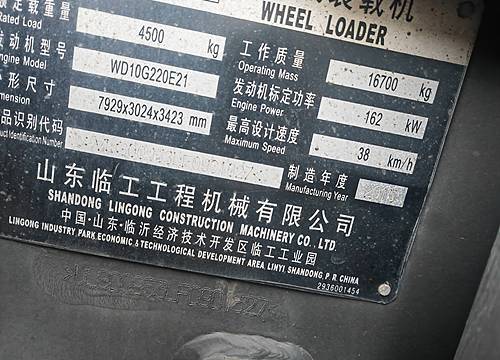 装载机
WHEEL LOADER
额定载重量
Rated Load
4500 kg
发动机型号
Engine Model
WD10G220E21
外形尺寸
Dimension
7929x3024x3423 mm
产品识别代码
Product Identification Number
工作质量
Operating Mass
16700 kg
发动机标定功率
Engine Power
162 kW
最高设计速度
Maximum Speed
38 km/h
制造年度
Manufacturing Year
山东临工工程机械有限公司
SHANDONG LINGONG CONSTRUCTION MACHINERY CO., LTD
中国·山东·临沂经济技术开发区临工工业园
LINGONG INDUSTRY PARK ECONOMIC & TECHNOLOGICAL DEVELOPMENT AREA, LINYI SHANDONG, P. R. CHINA
2936001454